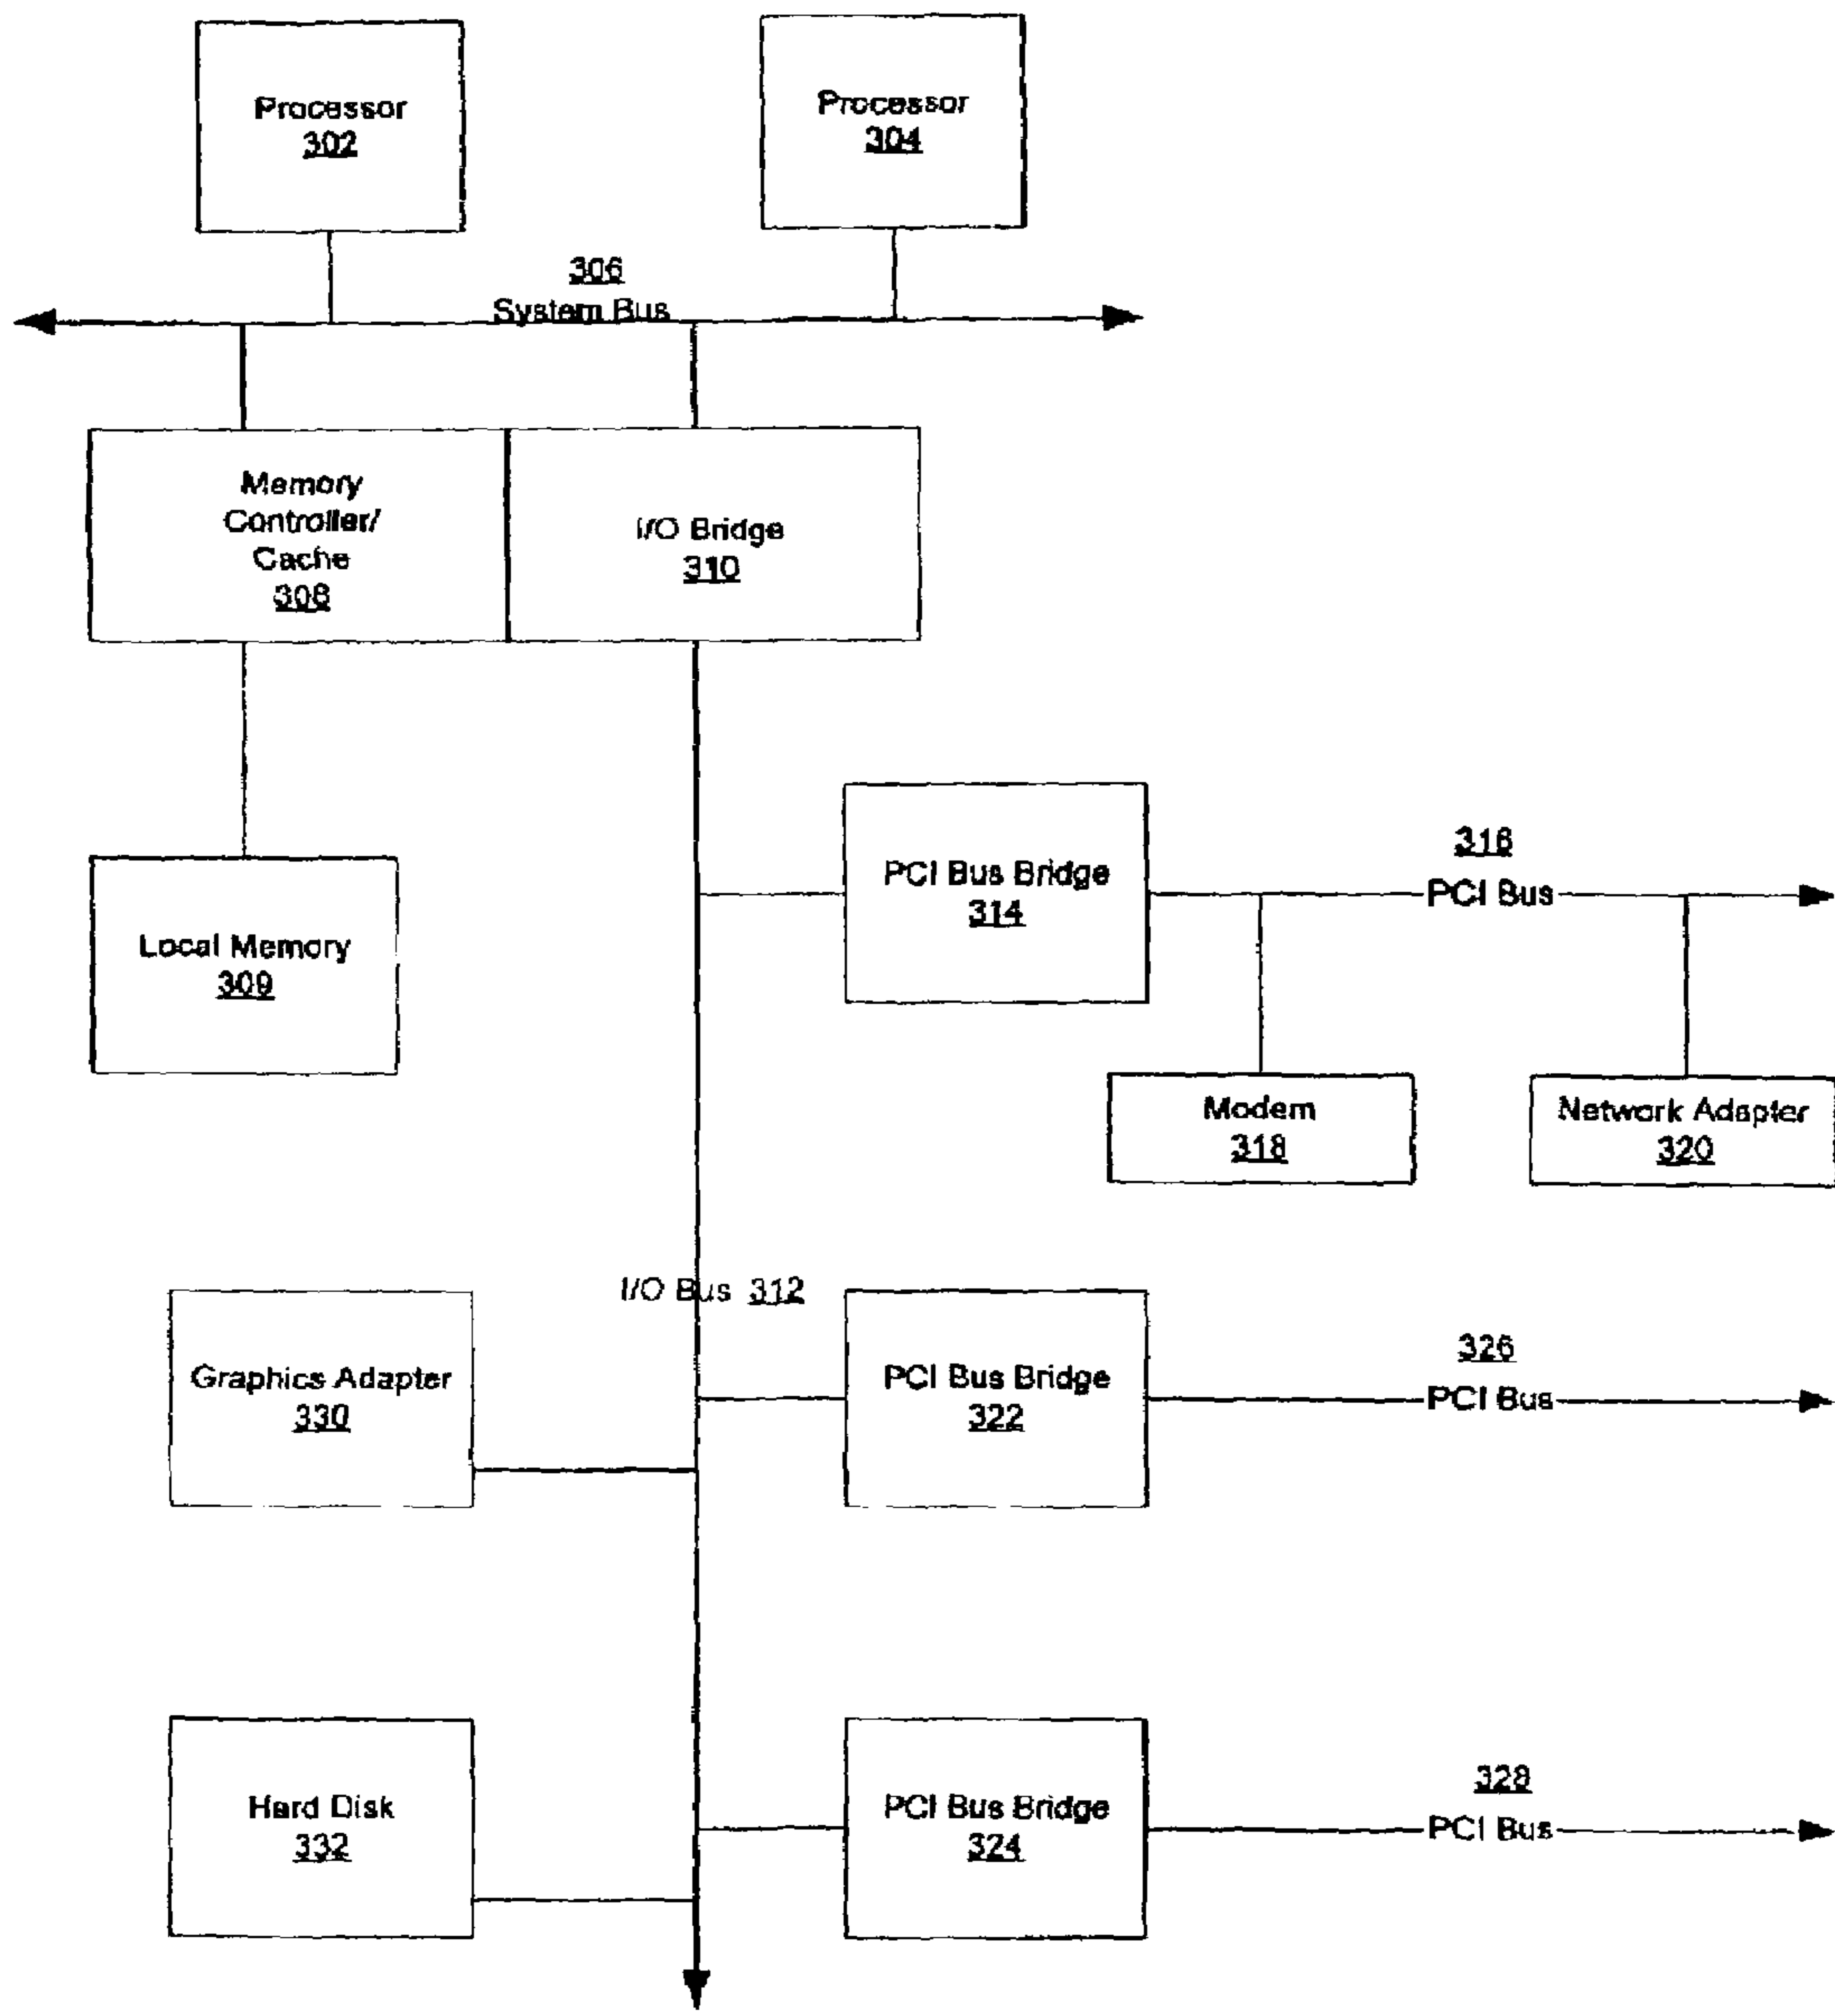 Processor
302
Processor
304
306
System Bus
Memory
Controller/
Cache
308
I/O Bridge
310
PCI Bus Bridge
314
316
PCI Bus
Local Memory
309
Modem
318
Network Adapter
320
I/O Bus 312
Graphics Adapter
330
PCI Bus Bridge
322
326
PCI Bus
Hard Disk
332
PCI Bus Bridge
324
328
PCI Bus